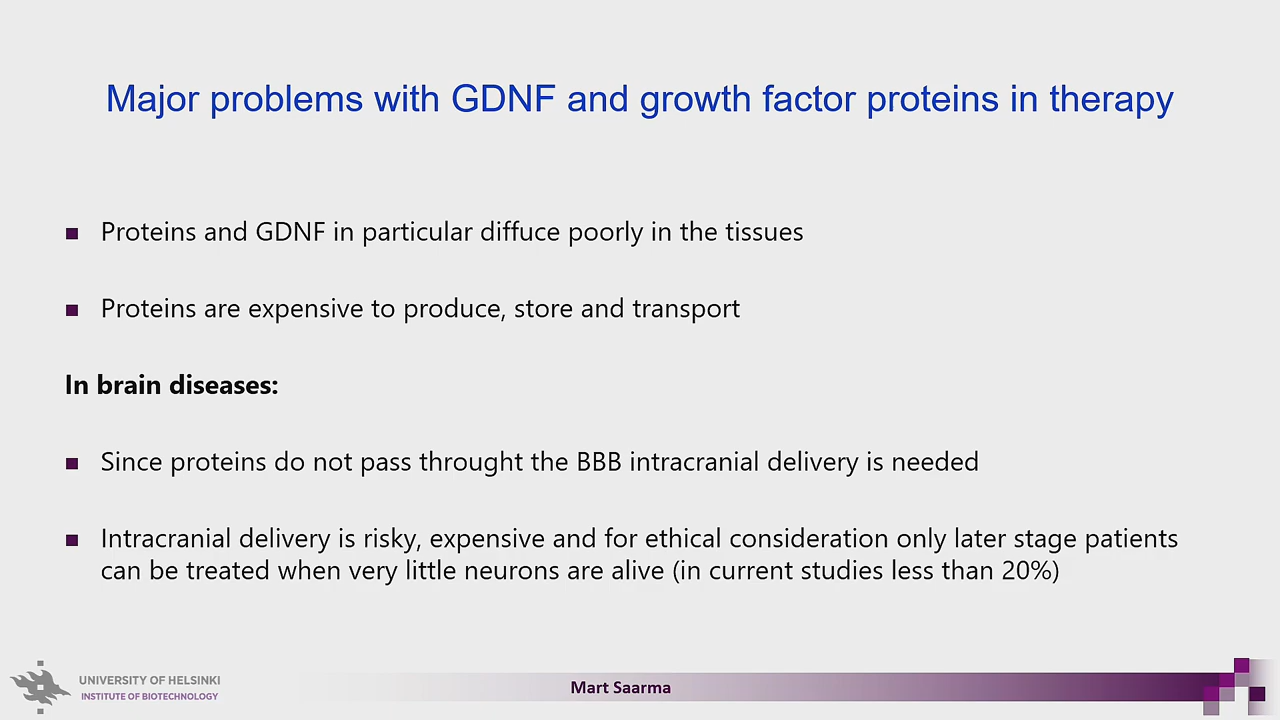 Major problems with GDNF and growth factor proteins in therapy
Proteins and GDNF in particular diffuce poorly in the tissues
Proteins are expensive to produce, store and transport
In brain diseases:
Since proteins do not pass throught the BBB intracranial delivery is needed
Intracranial delivery is risky, expensive and for ethical consideration only later stage patients
can be treated when very little neurons are alive (in current studies less than 20%)
UNIVERSITY OF HELSINKI
INSTITUTE OF BIOTECHNOLOGY
Mart Saarma